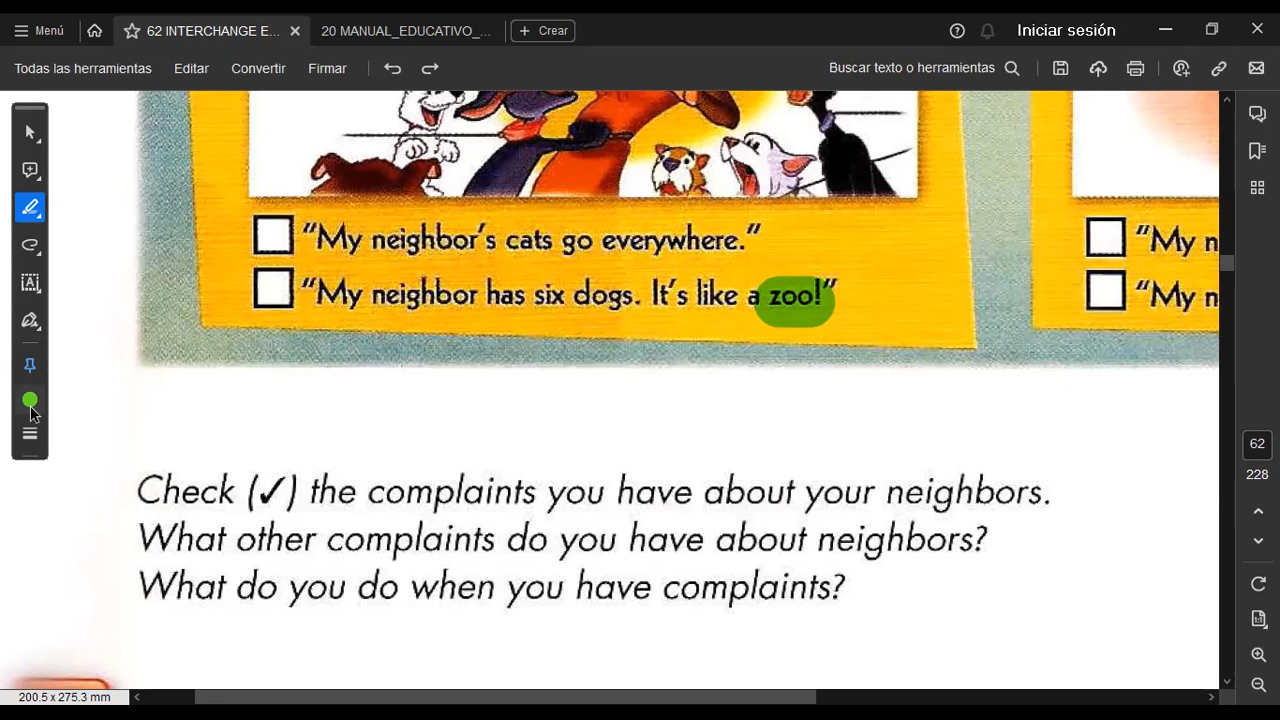 Menú
62 INTERCHANGE E...
20 MANUAL_EDUCATIVO_...
Crear
Iniciar sesión
Todas las herramientas
Editar
Convertir
Firmar
Buscar texto o herramientas
"My neighbor's cats go everywhere."
"My neighbor has six dogs. It's like a zoo!"
"My n
"My n
Check (✓) the complaints you have about your neighbors.
What other complaints do you have about neighbors?
What do you do when you have complaints?
62
228
200.5 x 275.3 mm